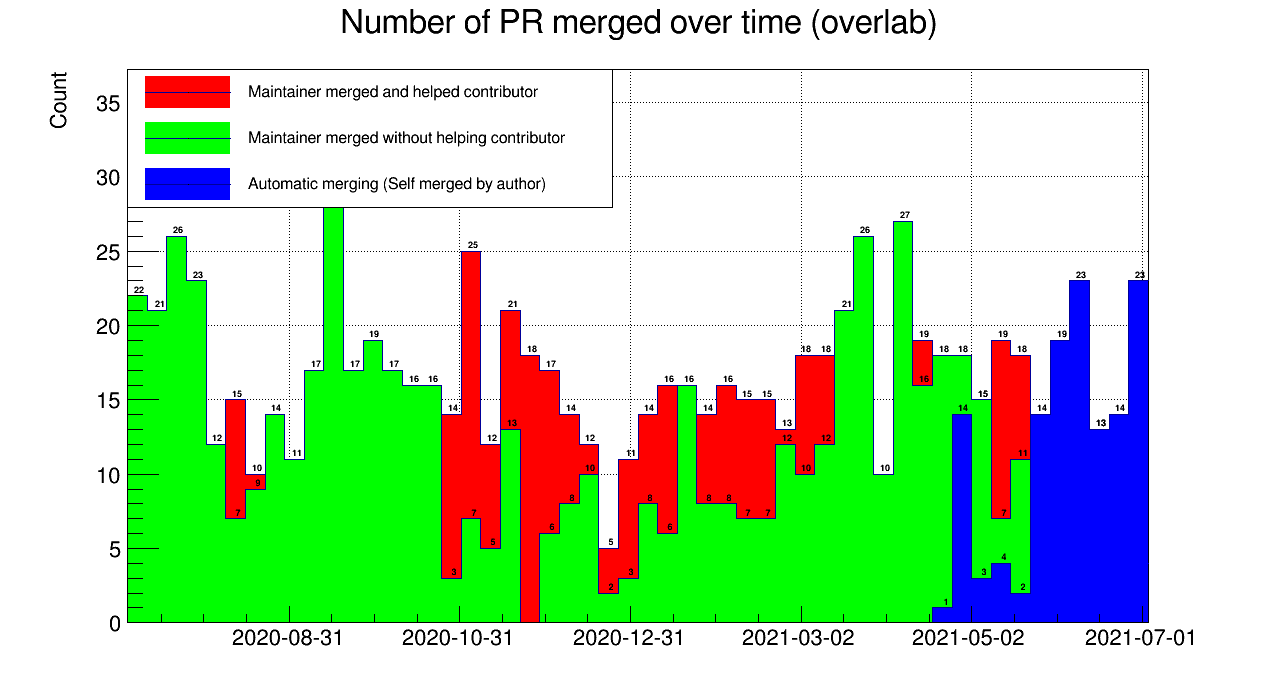 Number of PR merged over time (overlab)
Count
Maintainer merged and helped contributor
Maintainer merged without helping contributor
Automatic merging (Self merged by author)
35
30
27
26 26
25
25
23 23 23
22
21 21 21
20
19 19 19 19
18 18 18 18 18 18
17 17 17 17
16 16 16 16 16 16
15 15 15 15
15
14 14 14 14 14 14 14 14
13 13 13
12 12 12 12 12
11 11 11
10 10 10 10
10
9
8 8 8 8
7 7 7 7 7
6 6
5 5
5
4
3 3 3
2 2
1
0
2020-08-31 2020-10-31 2020-12-31 2021-03-02 2021-05-02 2021-07-01